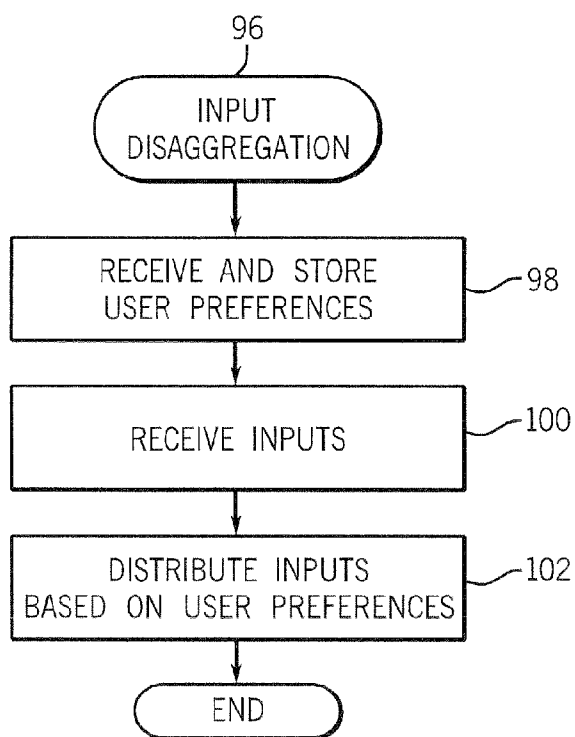 96
INPUT
DISAGGREGATION
RECEIVE AND STORE
USER PREFERENCES
98
RECEIVE INPUTS
100
DISTRIBUTE INPUTS
BASED ON USER PREFERENCES
102
END